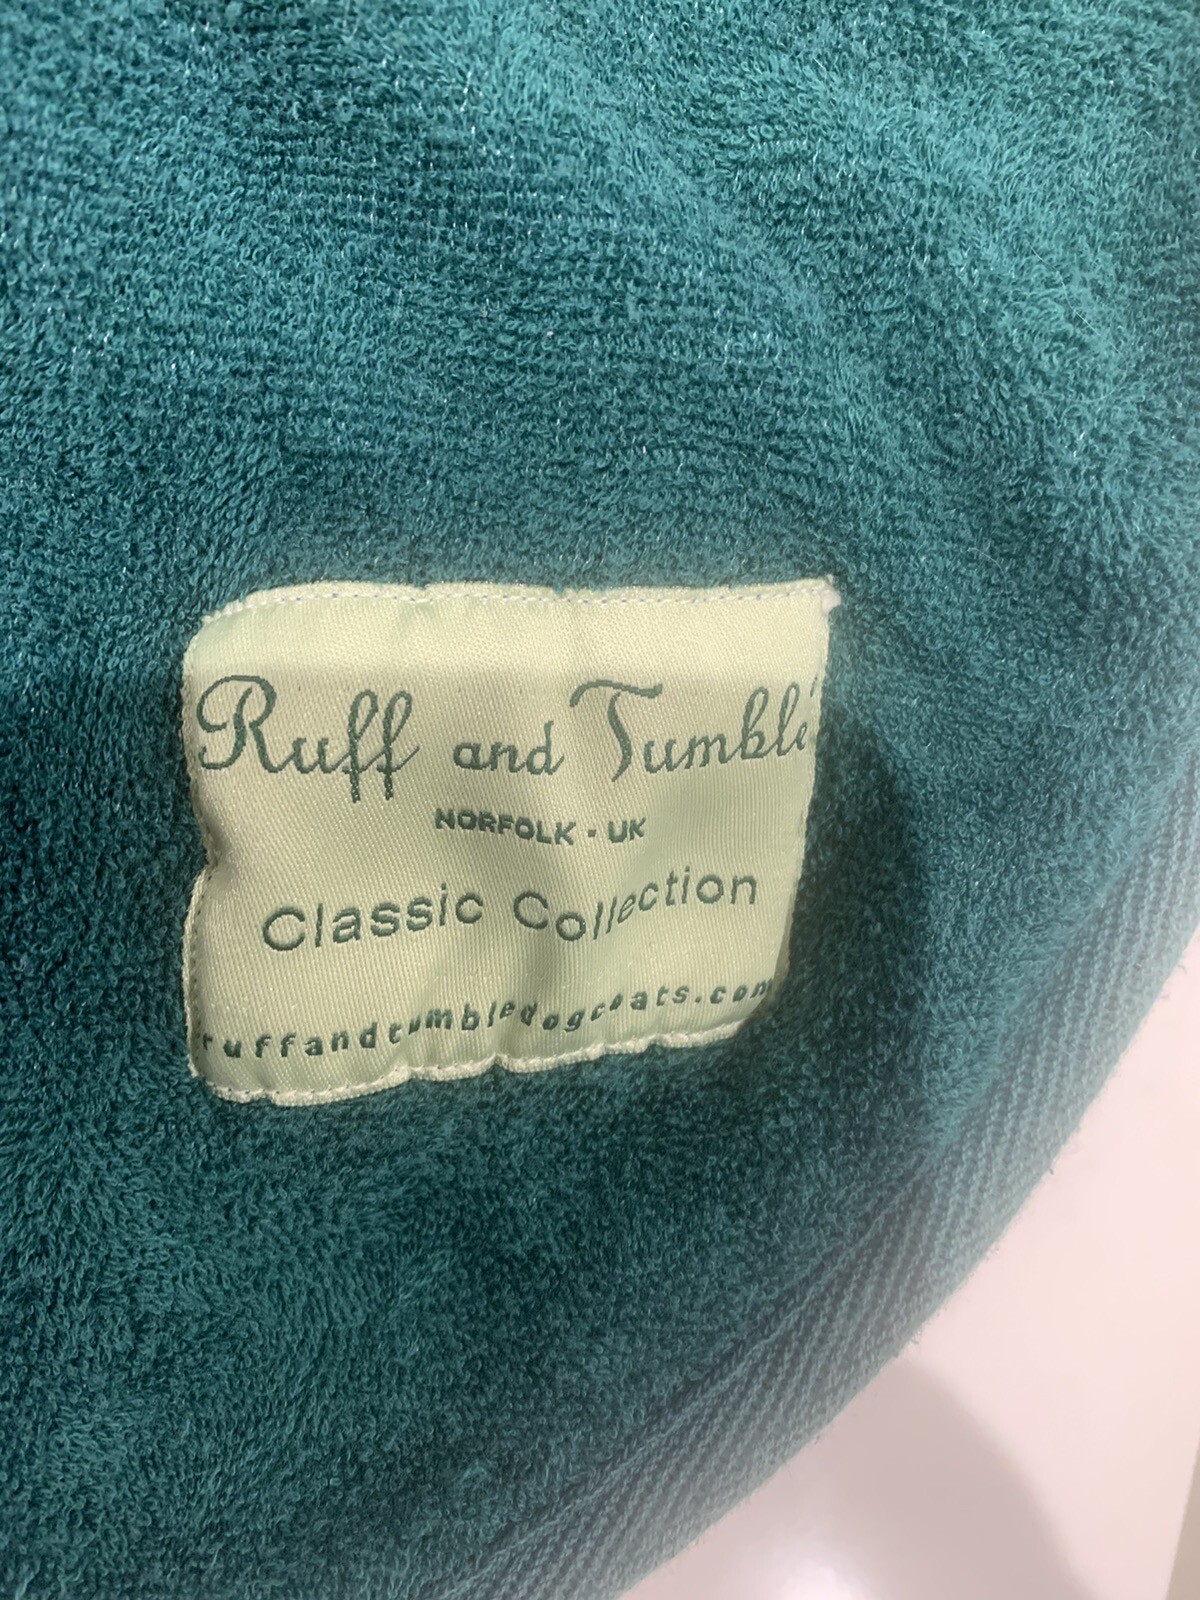 Ruff and Tumble
NORFOLK · UK
Classic Collection
ruffandtumbledogcoats.com